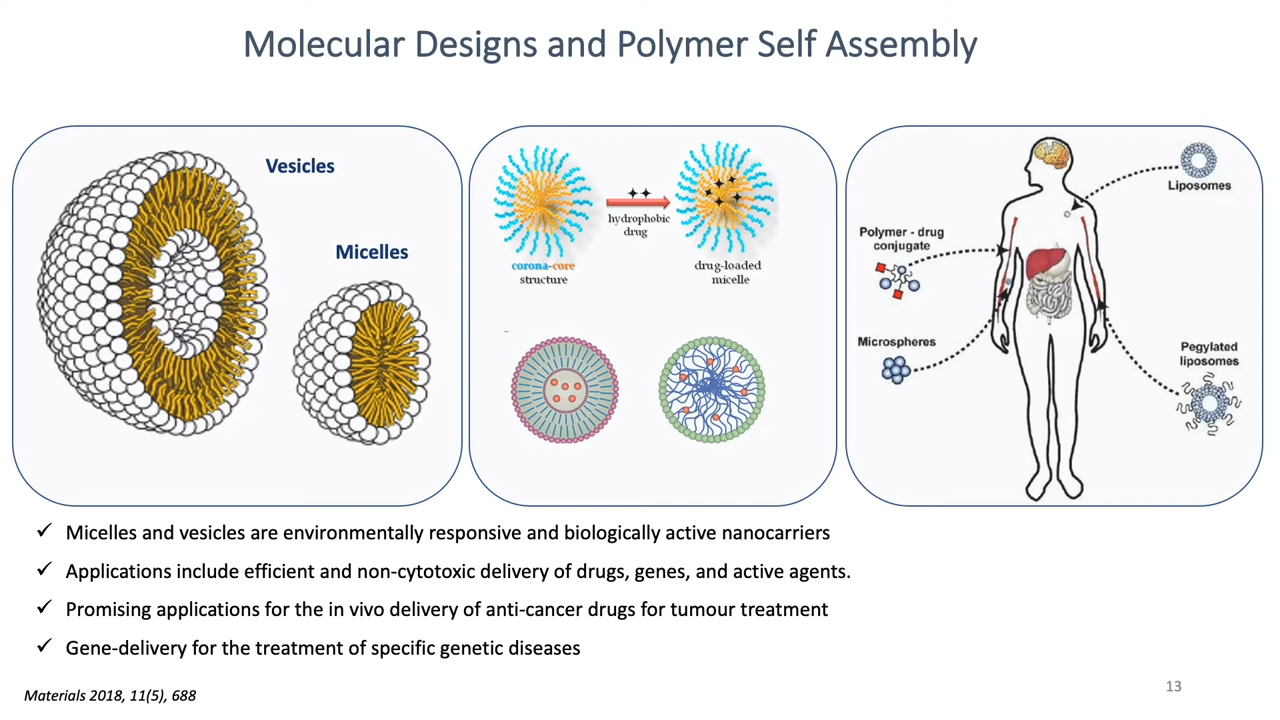 Molecular Designs and Polymer Self Assembly
Vesicles
Micelles
hydrophobic
drug
corona-core
structure
drug-loaded
micelle
Liposomes
Polymer - drug
conjugate
Microspheres
Pegylated
liposomes
✓ Micelles and vesicles are environmentally responsive and biologically active nanocarriers
✓ Applications include efficient and non-cytotoxic delivery of drugs, genes, and active agents.
✓ Promising applications for the in vivo delivery of anti-cancer drugs for tumour treatment
✓ Gene-delivery for the treatment of specific genetic diseases
Materials 2018, 11(5), 688
13